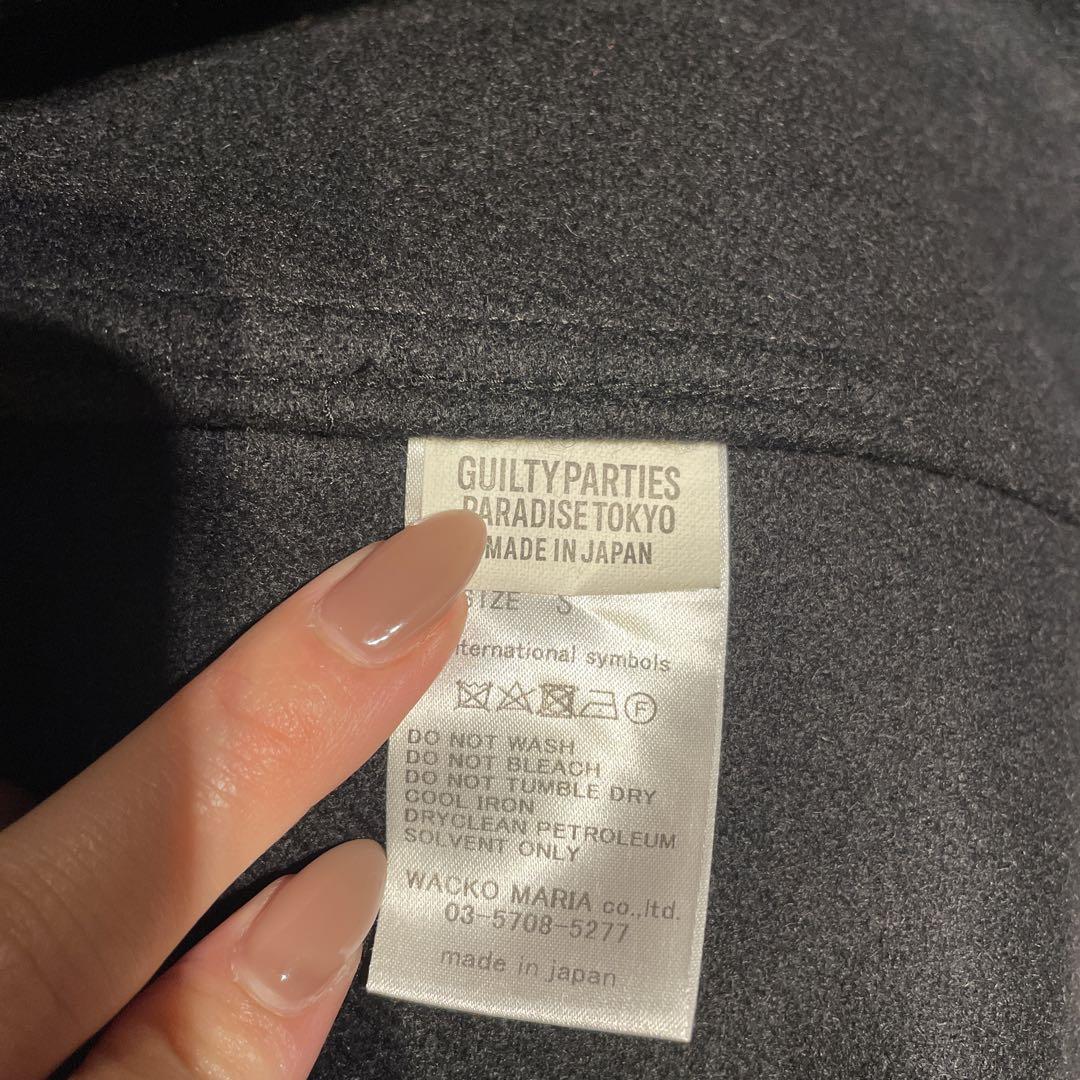 GUILTY PARTIES
PARADISE TOKYO
MADE IN JAPAN
SIZE S
international symbols
F
DO NOT WASH
DO NOT BLEACH
DO NOT TUMBLE DRY
COOL IRON
DRYCLEAN PETROLEUM
SOLVENT ONLY
WACKO MARIA co.,ltd.
03-5708-5277
made in japan